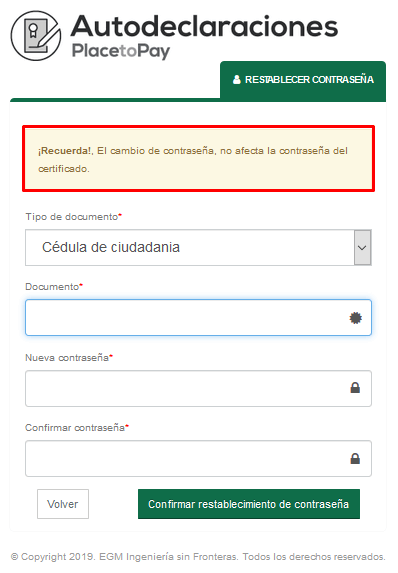 Autodeclaraciones
PlacetoPay
RESTABLECER CONTRASEÑA
¡Recuerda!, El cambio de contraseña, no afecta la contraseña del
certificado.
Tipo de documento*
Cédula de ciudadania
Documento*
Nueva contraseña*
Confirmar contraseña*
Volver
Confirmar restablecimiento de contraseña
© Copyright 2019. EGM Ingeniería sin Fronteras. Todos los derechos reservados.